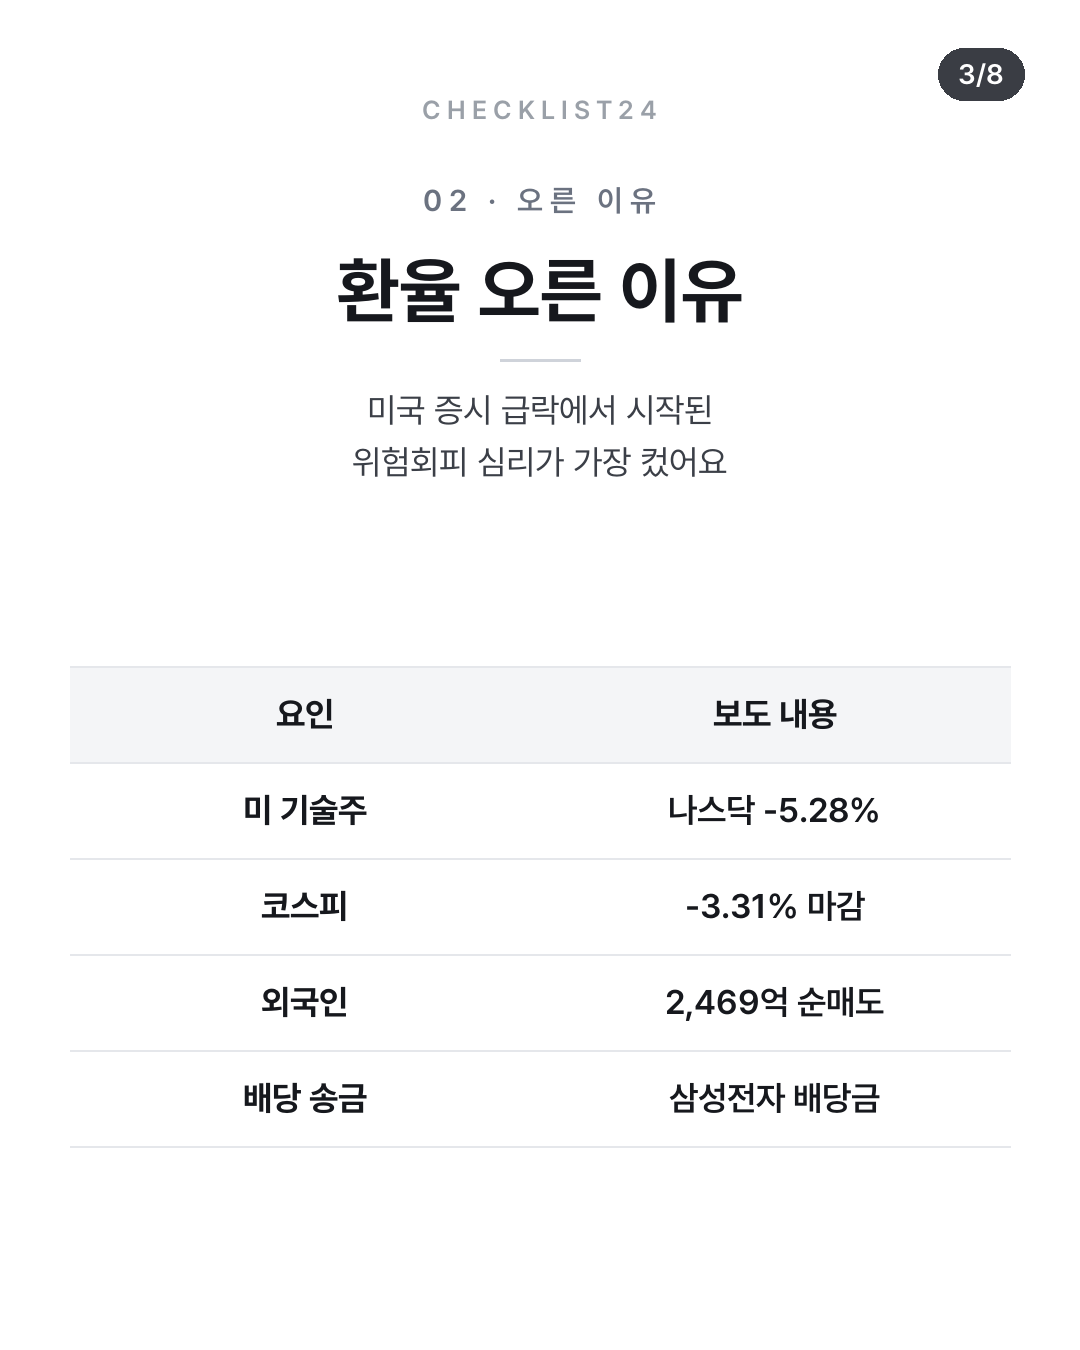 3/8
CHECKLIST24
02 · 오른 이유
환율 오른 이유
미국 증시 급락에서 시작된
위험회피 심리가 가장 컸어요
요인 보도 내용
미 기술주 나스닥 -5.28%
코스피 -3.31% 마감
외국인 2,469억 순매도
배당 송금 삼성전자 배당금